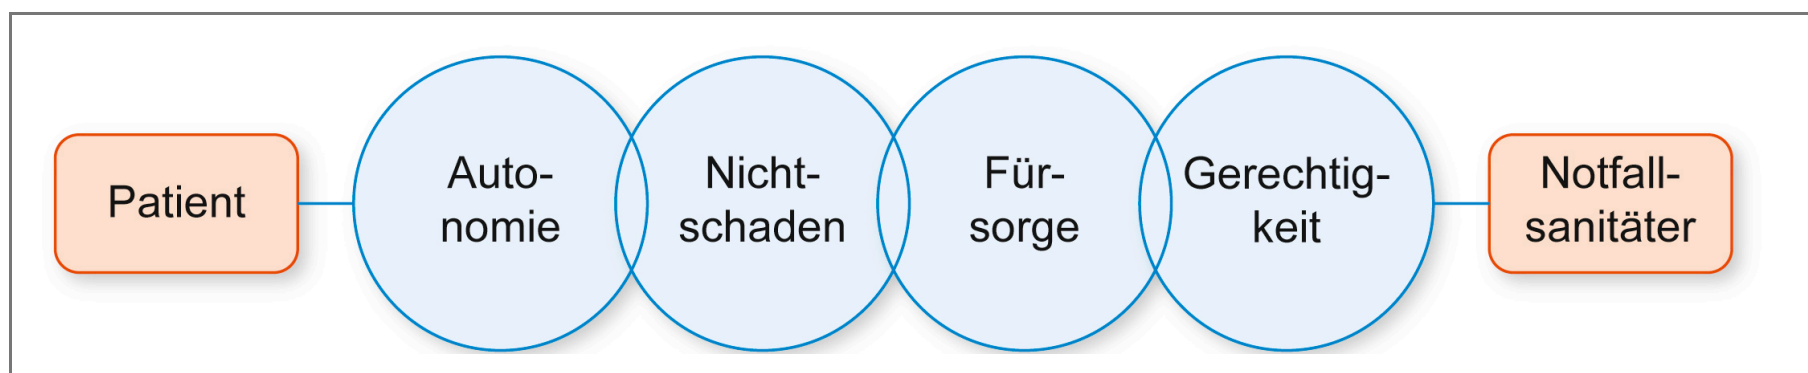 Patient
Auto-
nomie
Nicht-
schaden
Für-
sorge
Gerechtig-
keit
Notfall-
sanitäter